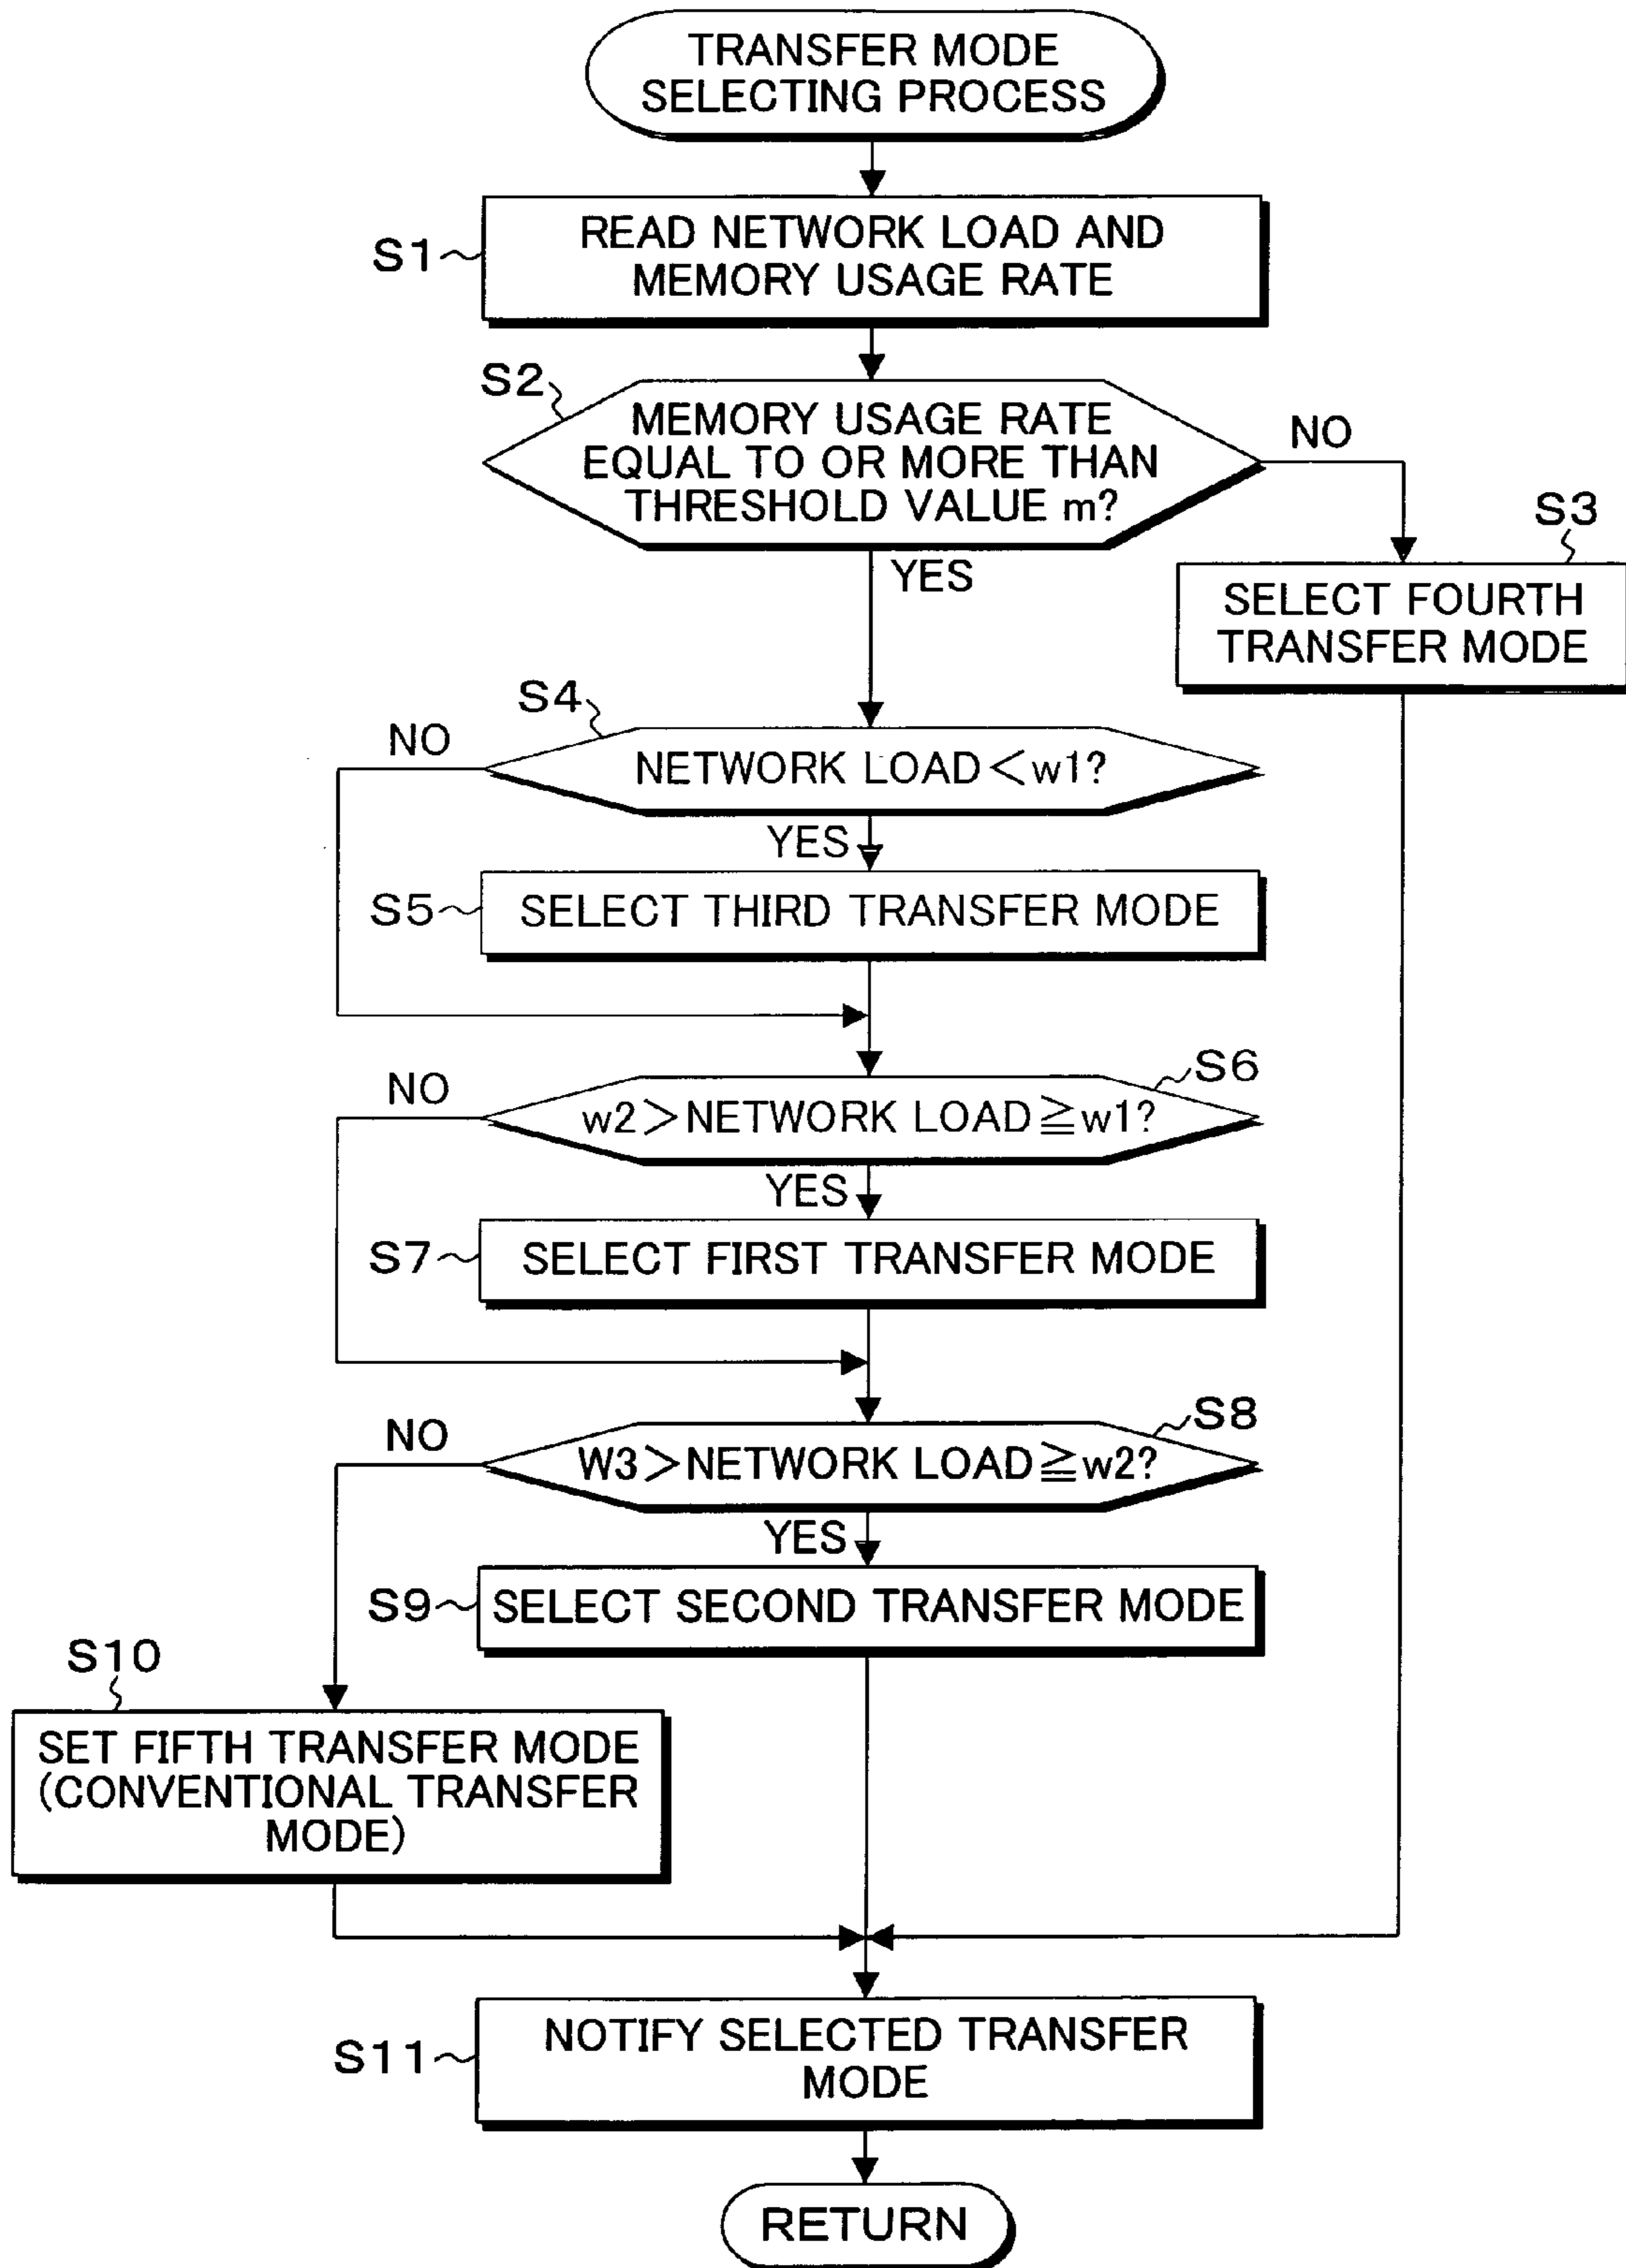 TRANSFER MODE
SELECTING PROCESS
S1
READ NETWORK LOAD AND
MEMORY USAGE RATE
S2
MEMORY USAGE RATE
EQUAL TO OR MORE THAN
THRESHOLD VALUE m?
NO
YES
S3
SELECT FOURTH
TRANSFER MODE
S4
NO
NETWORK LOAD<w1?
YES
S5
SELECT THIRD TRANSFER MODE
S6
NO
w2>NETWORK LOAD≧w1?
YES
S7
SELECT FIRST TRANSFER MODE
S8
NO
W3>NETWORK LOAD≧w2?
YES
S9
SELECT SECOND TRANSFER MODE
S10
SET FIFTH TRANSFER MODE
(CONVENTIONAL TRANSFER
MODE)
S11
NOTIFY SELECTED TRANSFER
MODE
RETURN